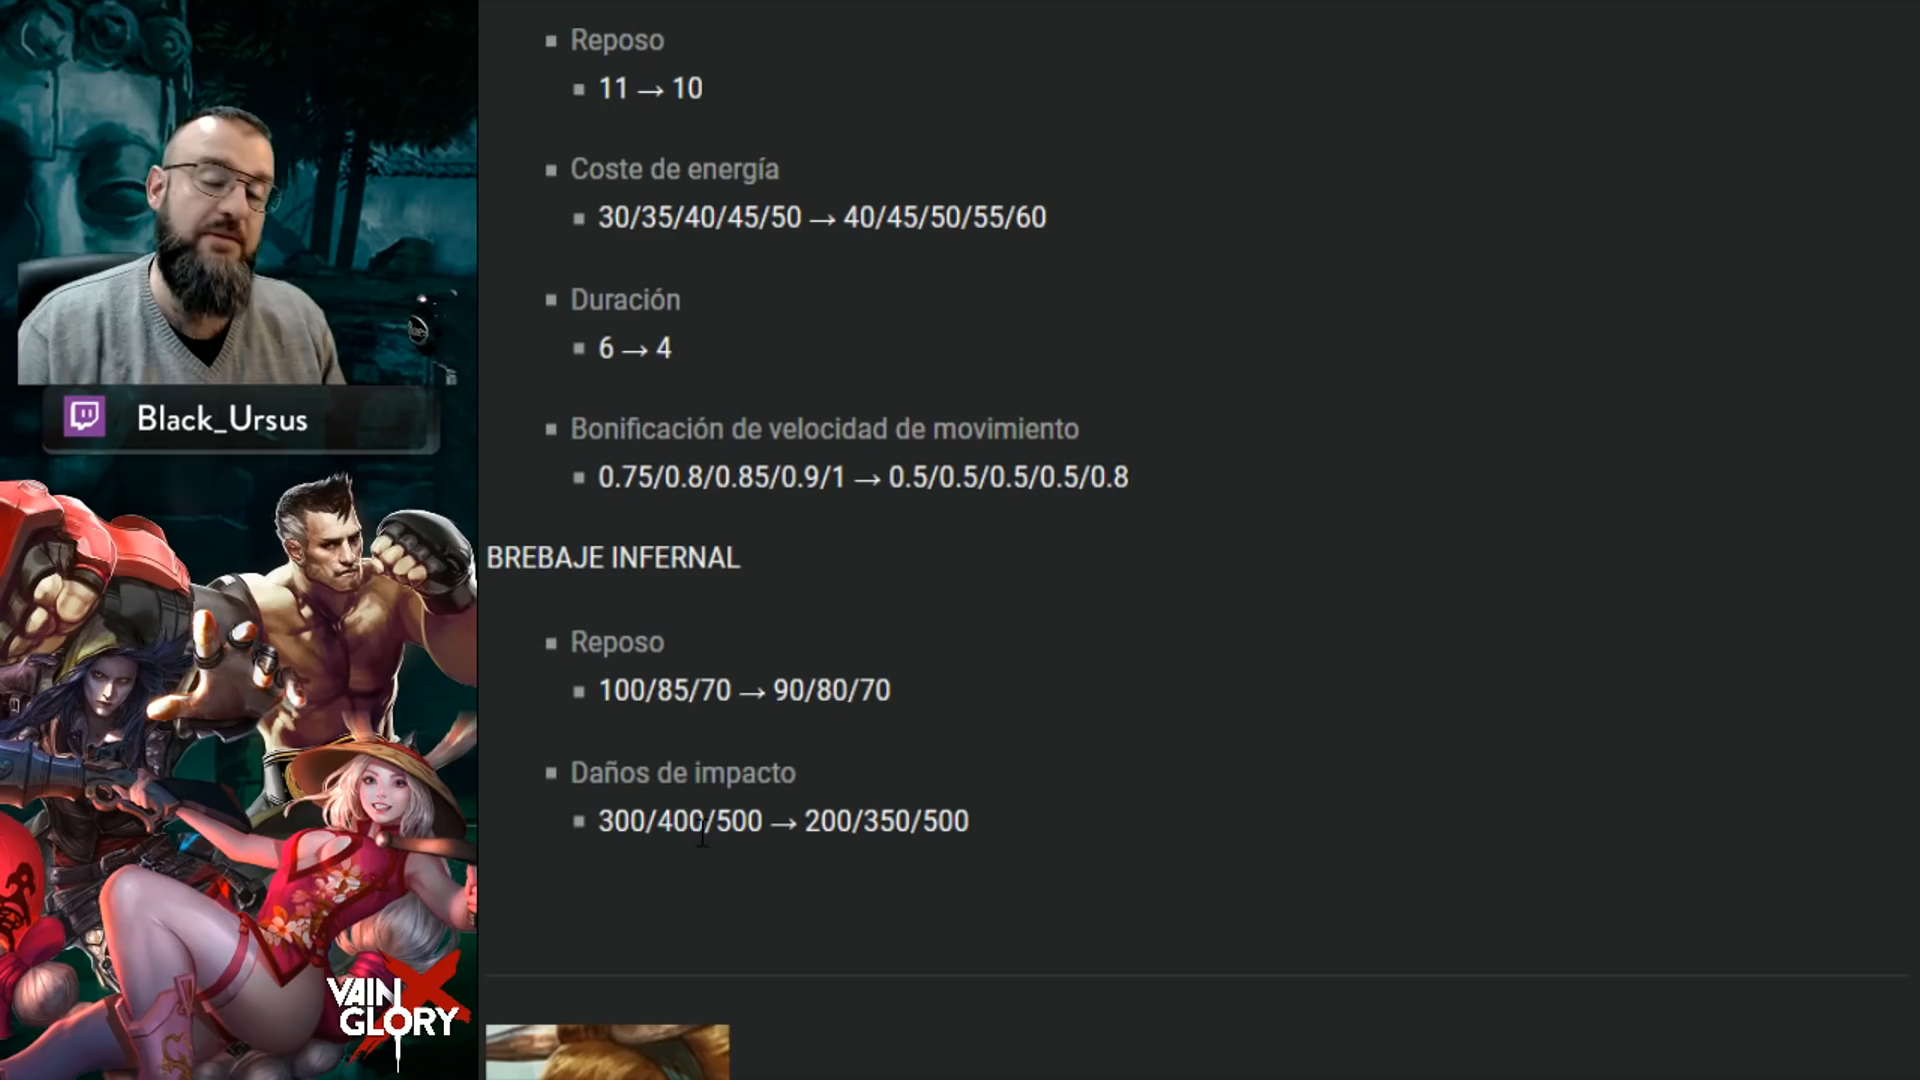 Reposo
11 → 10
Coste de energía
30/35/40/45/50 → 40/45/50/55/60
Duración
6 → 4
Bonificación de velocidad de movimiento
0.75/0.8/0.85/0.9/1 → 0.5/0.5/0.5/0.5/0.8
BREBAJE INFERNAL
Reposo
100/85/70 → 90/80/70
Daños de impacto
300/400/500 → 200/350/500
Black_Ursus
VAIN
GLORY